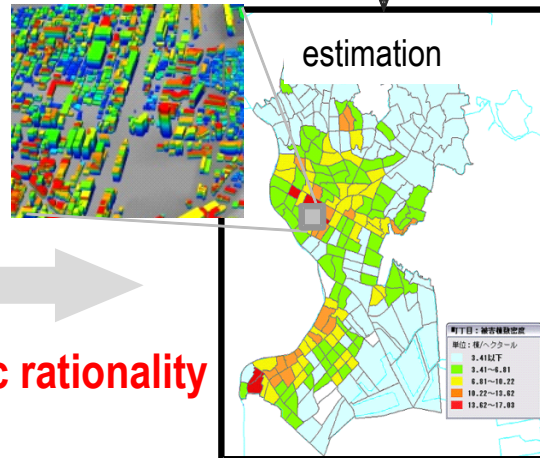 estimation
c rationality
町丁目：被害棟数密度
単位：棟/ヘクタール
3.41以下
3.41〜6.81
6.81〜10.22
10.22〜13.62
13.62〜17.03